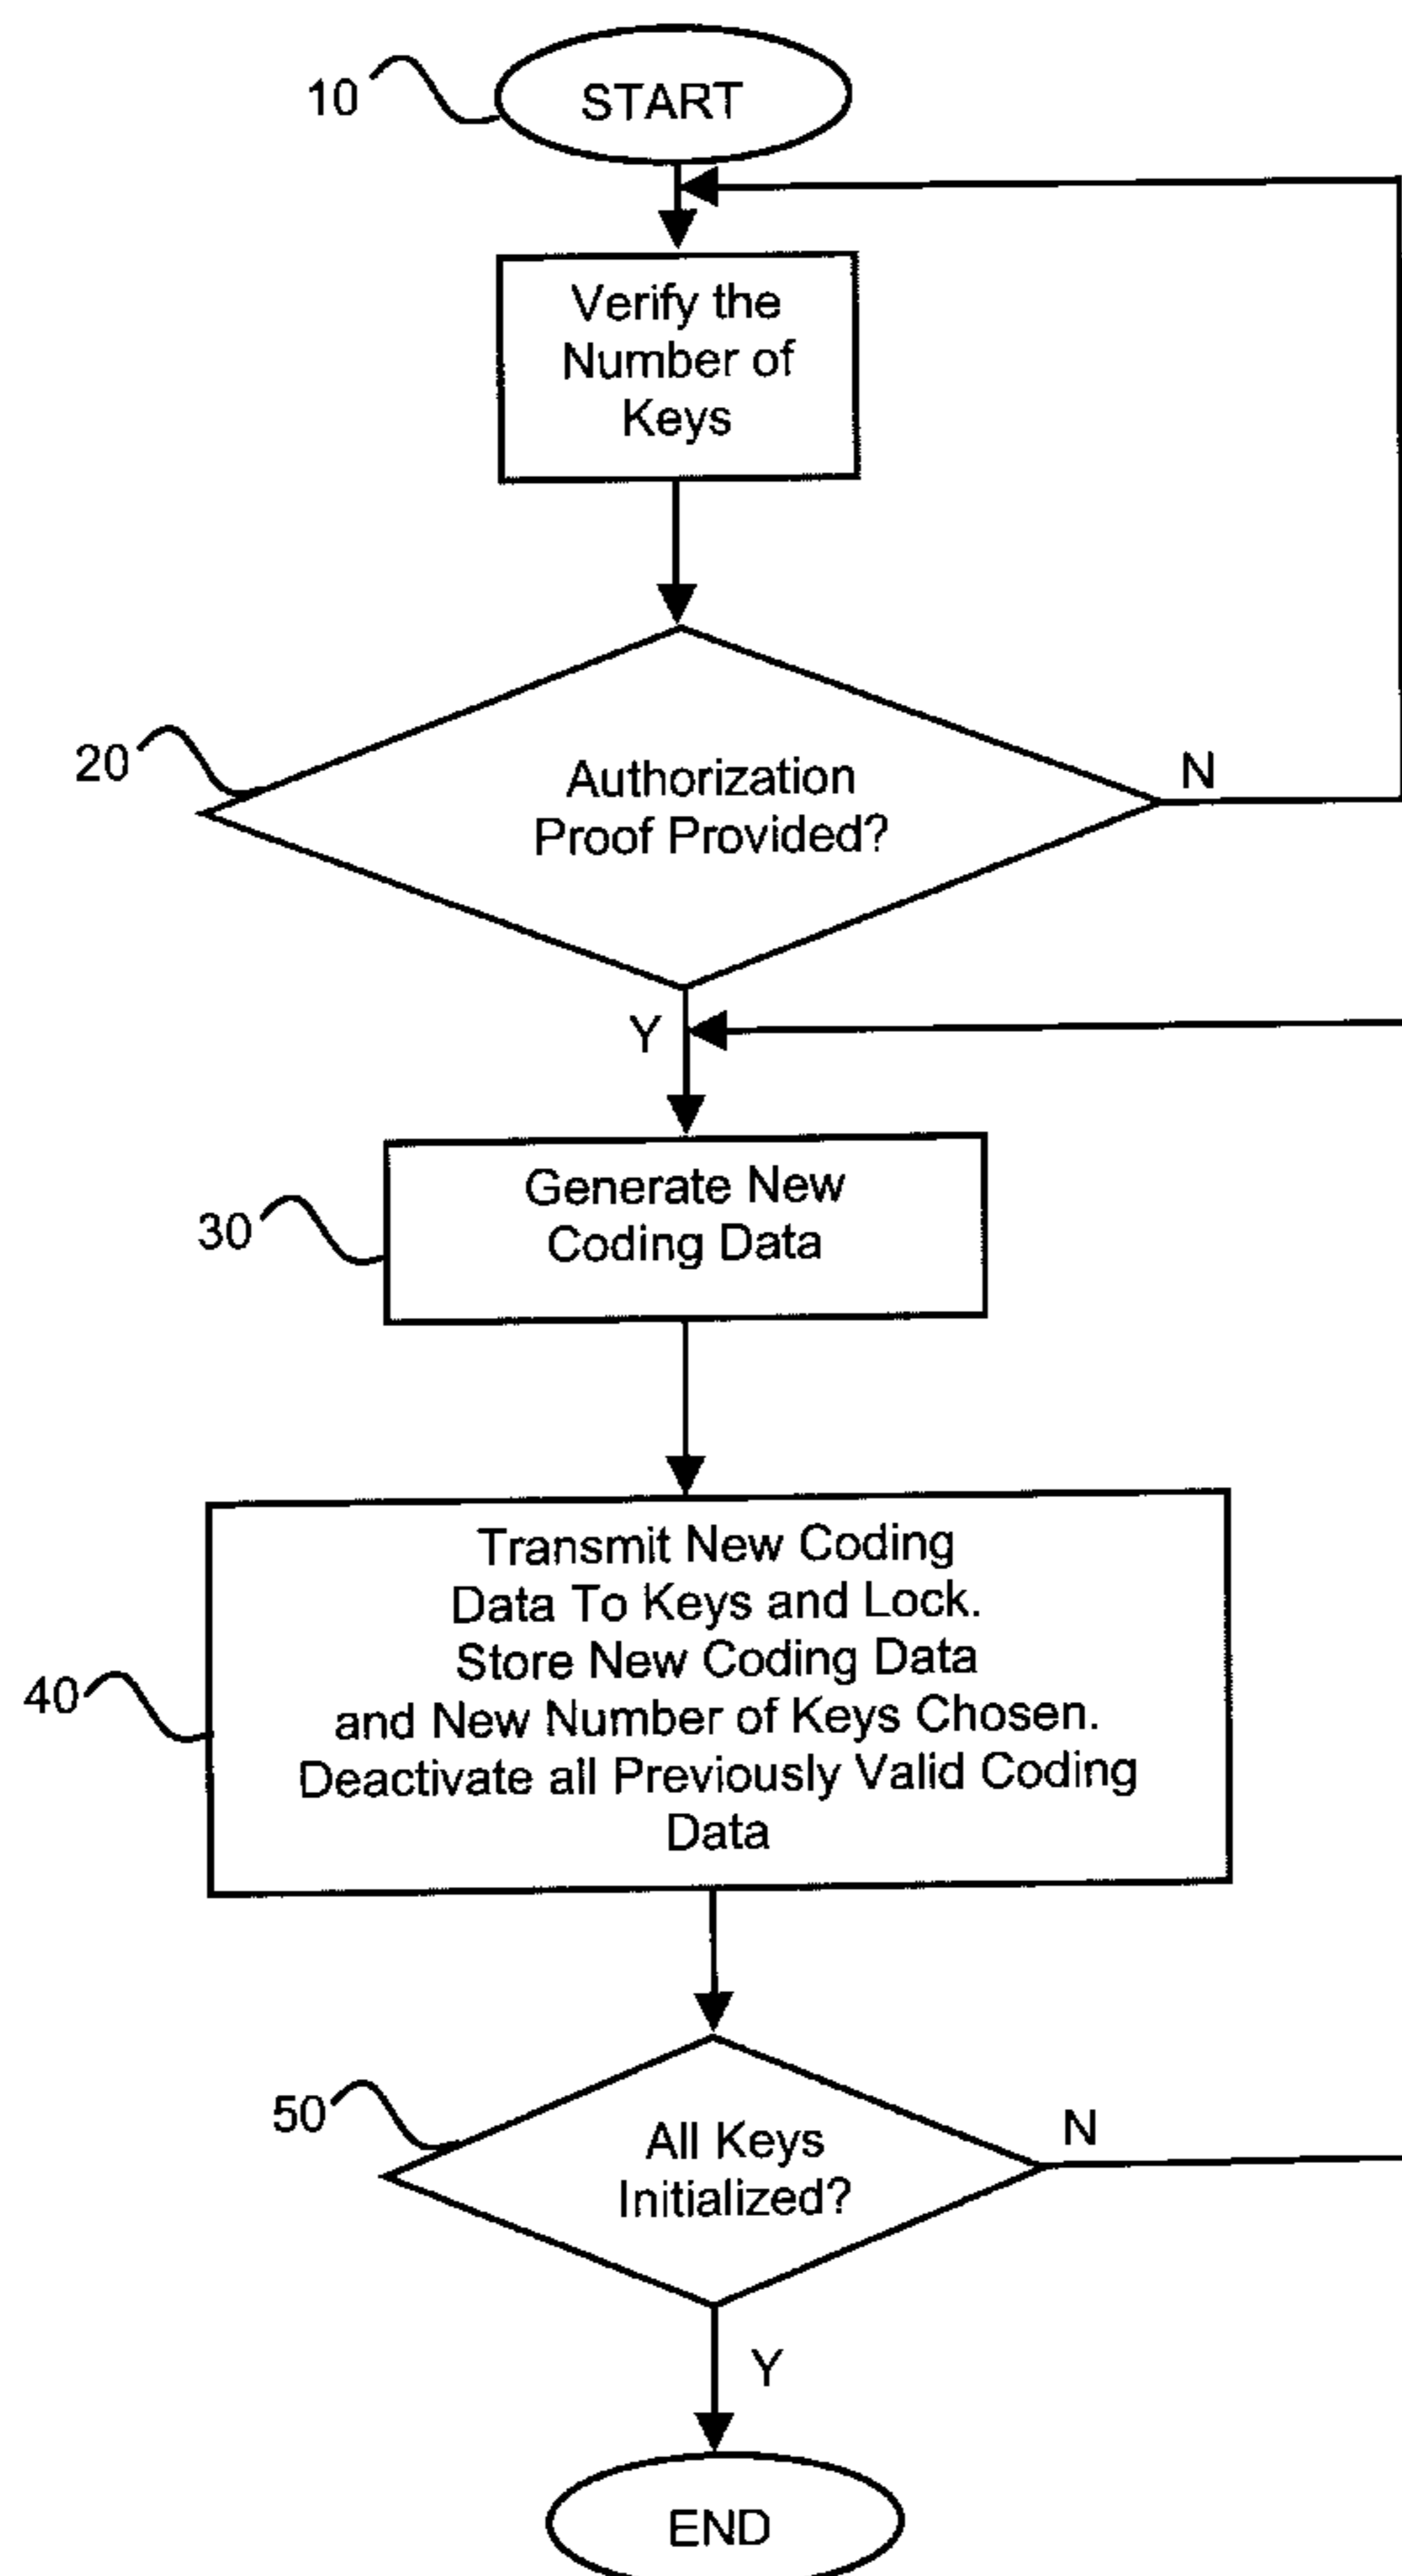 10
START
Verify the
Number of
Keys
20
Authorization
Proof Provided?
N
Y
30
Generate New
Coding Data
40
Transmit New Coding
Data To Keys and Lock.
Store New Coding Data
and New Number of Keys Chosen.
Deactivate all Previously Valid Coding
Data
50
All Keys
Initialized?
N
Y
END